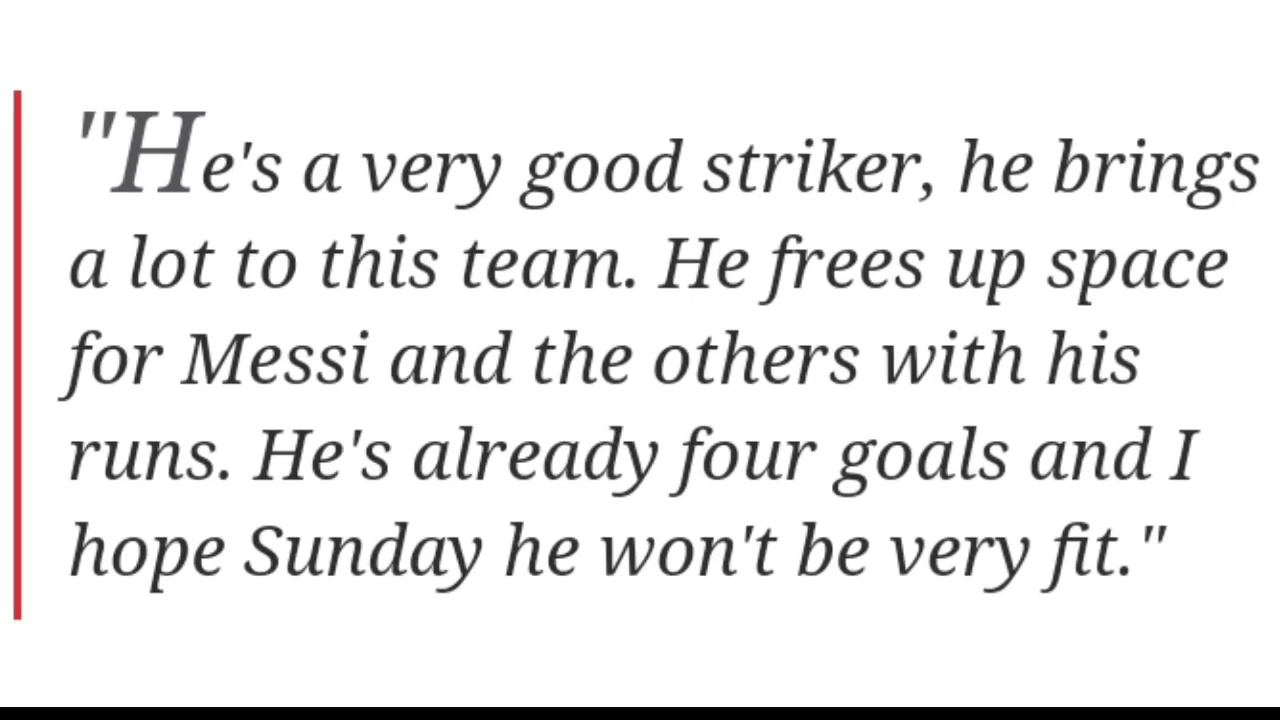 "He's a very good striker, he brings
a lot to this team. He frees up space
for Messi and the others with his
runs. He's already four goals and I
hope Sunday he won't be very fit."